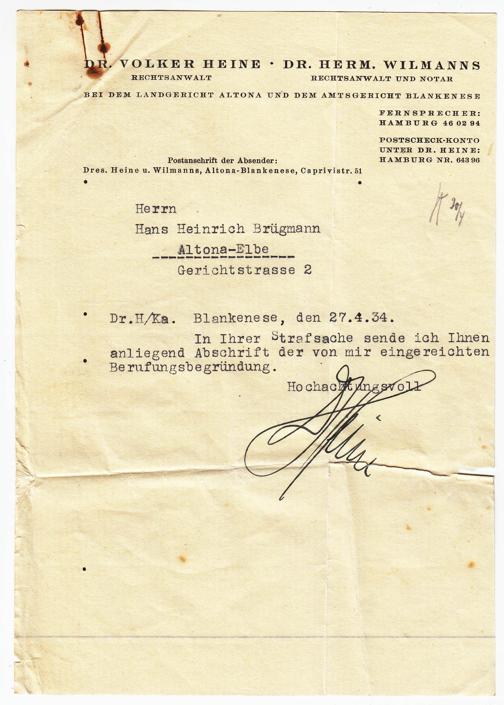 DR. VOLKER HEINE · DR. HERM. WILMANNS
RECHTSANWALT RECHTSANWALT UND NOTAR
BEI DEM LANDGERICHT ALTONA UND DEM AMTSGERICHT BLANKENESE
FERNSPRECHER:
HAMBURG 46 02 94
POSTSCHECK-KONTO
UNTER DR. HEINE:
HAMBURG NR. 643 96
Postanschrift der Absender:
Dres. Heine u. Wilmanns, Altona-Blankenese, Caprivistr. 51
Herrn
Hans Heinrich Brügmann
Altona-Elbe
Gerichtstrasse 2
30/4
Dr.H/Ka. Blankenese, den 27.4.34.
In Ihrer Strafsache sende ich Ihnen
anliegend Abschrift der von mir eingereichten
Berufungsbegründung.
Hochachtungsvoll
Heine